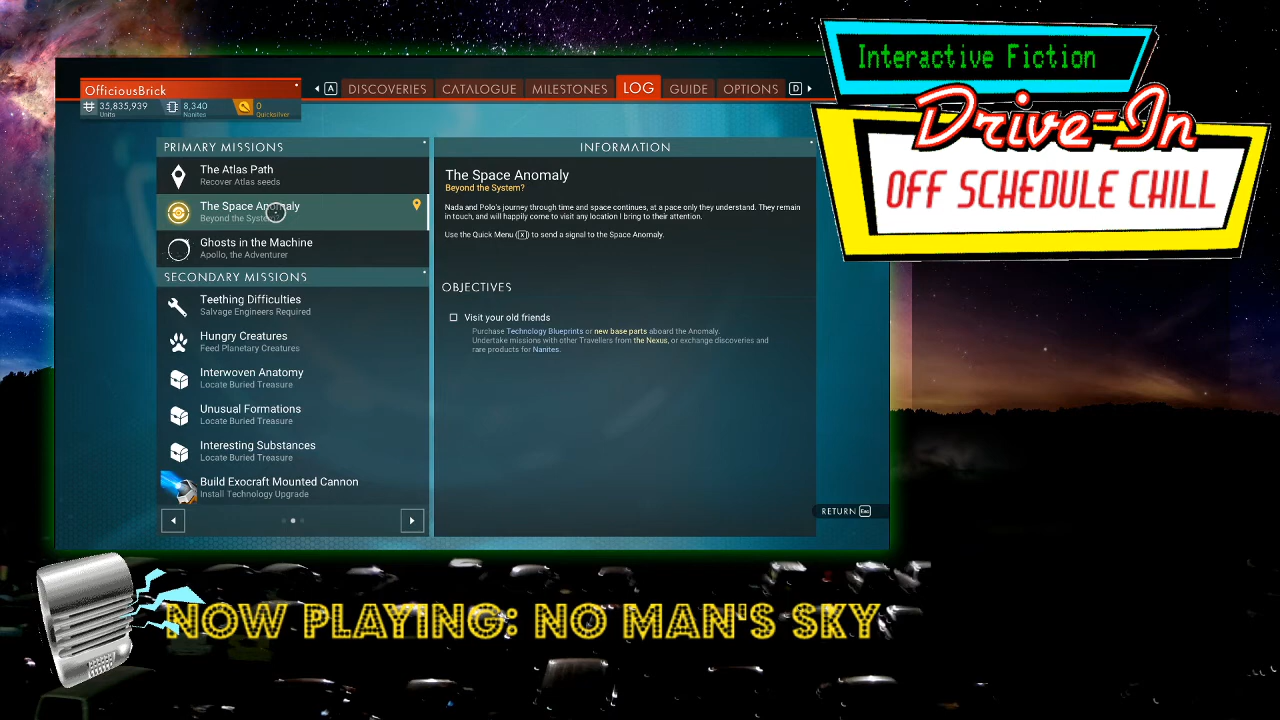 Interactive Fiction
Drive-In
OFF SCHEDULE CHILL
OfficiousBrick
35,835,939
Units
8,340
Nanites
0
Quicksilver
A DISCOVERIES CATALOGUE MILESTONES LOG GUIDE OPTIONS D
PRIMARY MISSIONS
The Atlas Path
Recover Atlas seeds
The Space Anomaly
Beyond the System?
Ghosts in the Machine
Apollo, the Adventurer
SECONDARY MISSIONS
Teething Difficulties
Salvage Engineers Required
Hungry Creatures
Feed Planetary Creatures
Interwoven Anatomy
Locate Buried Treasure
Unusual Formations
Locate Buried Treasure
Interesting Substances
Locate Buried Treasure
Build Exocraft Mounted Cannon
Install Technology Upgrade
INFORMATION
The Space Anomaly
Beyond the System?
Nada and Polo's journey through time and space continues, at a pace only they understand. They remain
in touch, and will happily come to visit any location I bring to their attention.
Use the Quick Menu (X) to send a signal to the Space Anomaly.
OBJECTIVES
Visit your old friends
Purchase Technology Blueprints or new base parts aboard the Anomaly.
Undertake missions with other Travellers from the Nexus, or exchange discoveries and
rare products for Nanites.
RETURN Esc
NOW PLAYING: NO MAN'S SKY